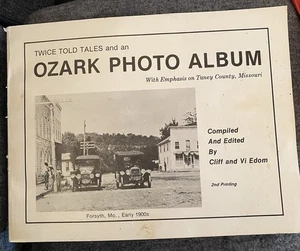 TWICE TOLD TALES and an
OZARK PHOTO ALBUM
With Emphasis on Taney County, Missouri
Compiled
And Edited
By
Cliff and Vi Edom
2nd Printing
Forsyth, Mo., Early 1900s